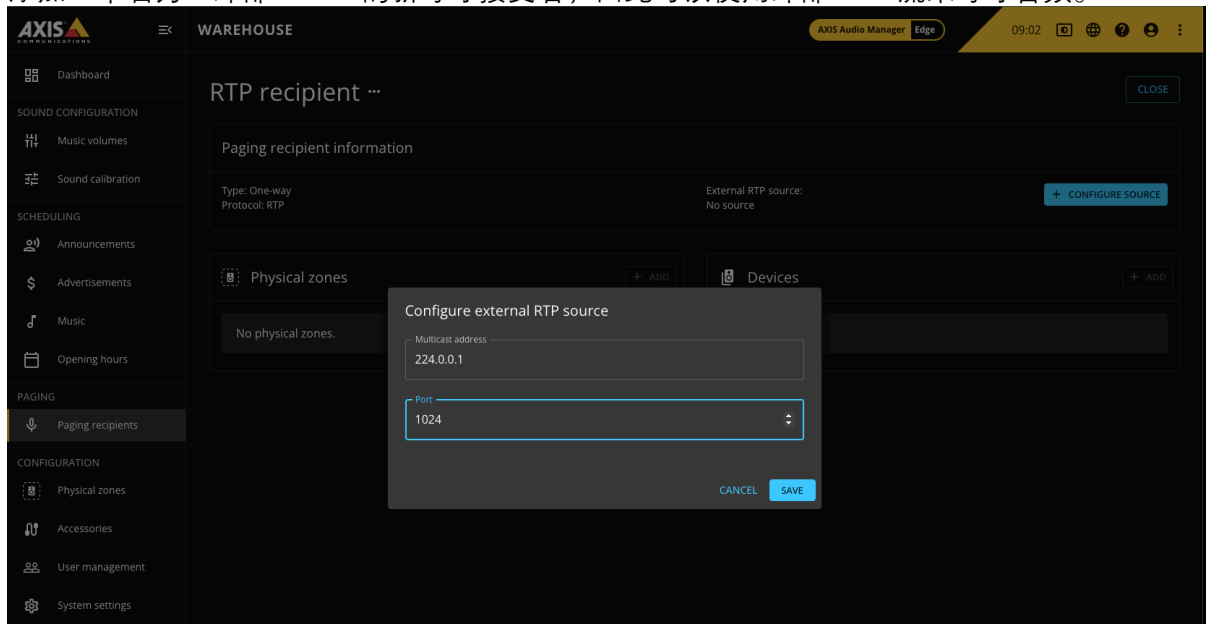 AXIS
COMMUNICATIONS
WAREHOUSE
AXIS Audio Manager Edge
09:02
Dashboard
RTP recipient ...
CLOSE
SOUND CONFIGURATION
Music volumes
Sound calibration
Paging recipient information
Type: One-way
Protocol: RTP
External RTP source:
No source
+ CONFIGURE SOURCE
SCHEDULING
Announcements
Advertisements
Music
Opening hours
Physical zones
+ ADD
Devices
+ ADD
No physical zones.
Configure external RTP source
Multicast address
224.0.0.1
Port
1024
CANCEL
SAVE
PAGING
Paging recipients
CONFIGURATION
Physical zones
Accessories
User management
System settings